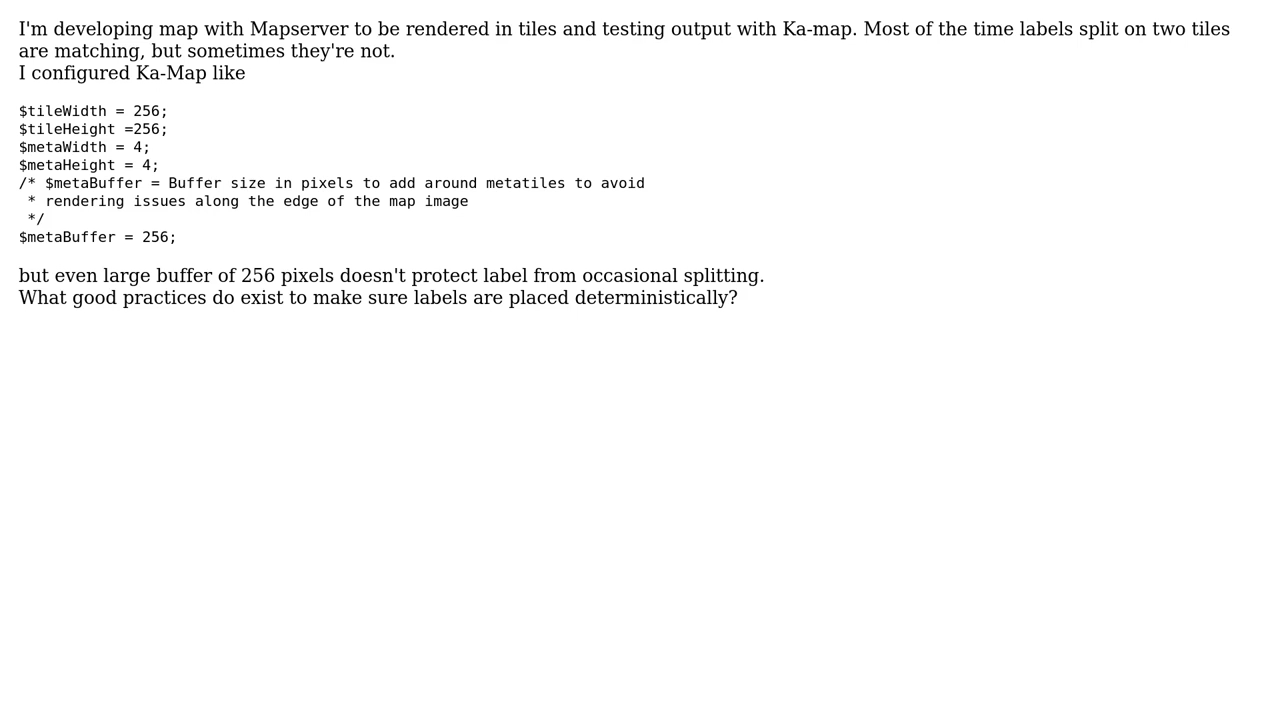 I'm developing map with Mapserver to be rendered in tiles and testing output with Ka-map. Most of the time labels split on two tiles
are matching, but sometimes they're not.
I configured Ka-Map like
$tileWidth = 256;
$tileHeight =256;
$metaWidth = 4;
$metaHeight = 4;
/* $metaBuffer = Buffer size in pixels to add around metatiles to avoid
 * rendering issues along the edge of the map image
 */
$metaBuffer = 256;
but even large buffer of 256 pixels doesn't protect label from occasional splitting.
What good practices do exist to make sure labels are placed deterministically?